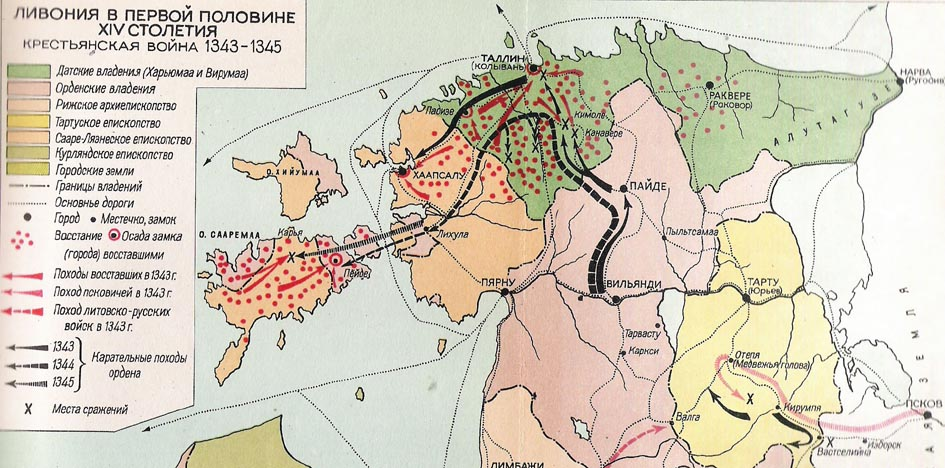 ЛИВОНИЯ В ПЕРВОЙ ПОЛОВИНЕ
XIV СТОЛЕТИЯ
КРЕСТЬЯНСКАЯ ВОЙНА 1343-1345
Датские владения (Харьюмаа и Вирумаа)
Орденские владения
Рижское архиепископство
Тартуское епископство
Сааре-Ляэнеское епископство
Курляндское епископство
Городские земли
Границы владений
Основные дороги
Город
Местечко, замок
Восстание
Осада замка
(города) восставшими
Походы восставших в 1343 г.
Поход псковичей в 1343 г.
Поход литовско-русских
войск в 1343 г.
1343
1344
1345
Карательные походы
ордена
X
Места сражений
ТАЛЛИН
(КОЛЫВАНЬ)
X
НАРВА
(Ругодив)
РАКВЕРЕ
(Раковор)
АЛУТАГУЗЕ
Падизе
Кимоле
Канавере
X
X
X
X
О. ХИЙУМАА
ХААПСАЛУ
ПАЙДЕ
О. СААРЕМАА
Карья
X
Лихула
Пыльтсамаа
Пейде
ПЯРНУ
ВИЛЬЯНДИ
ТАРТУ
(Юрьев)
Тарвасту
Каркси
Отепя
(Медвежья голова)
X
Кирумпя
ПСКОВ
Валга
X
Вастселийна
Изборск
ЛИМБАЖИ
АЯ ЗЕМЛЯ